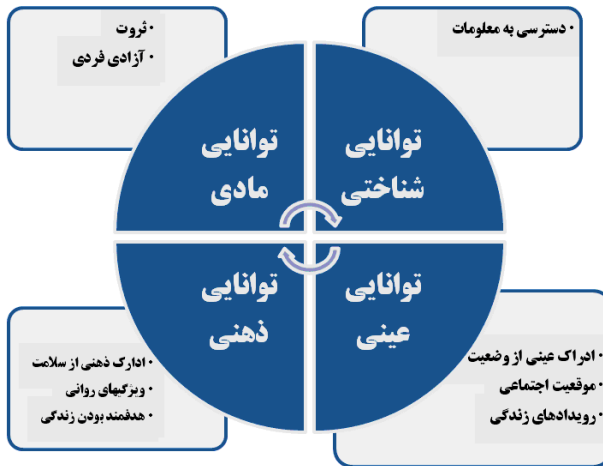 دسترسی به معلومات
ثروت
آزادی فردی
توانایی
شناختی
توانایی
مادی
توانایی
عینی
توانایی
ذهنی
ادراک عینی از وضعیت
موقعیت اجتماعی
رویدادهای زندگی
ادارک ذهنی از سلامت
ویژگیهای روانی
هدفمند بودن زندگی